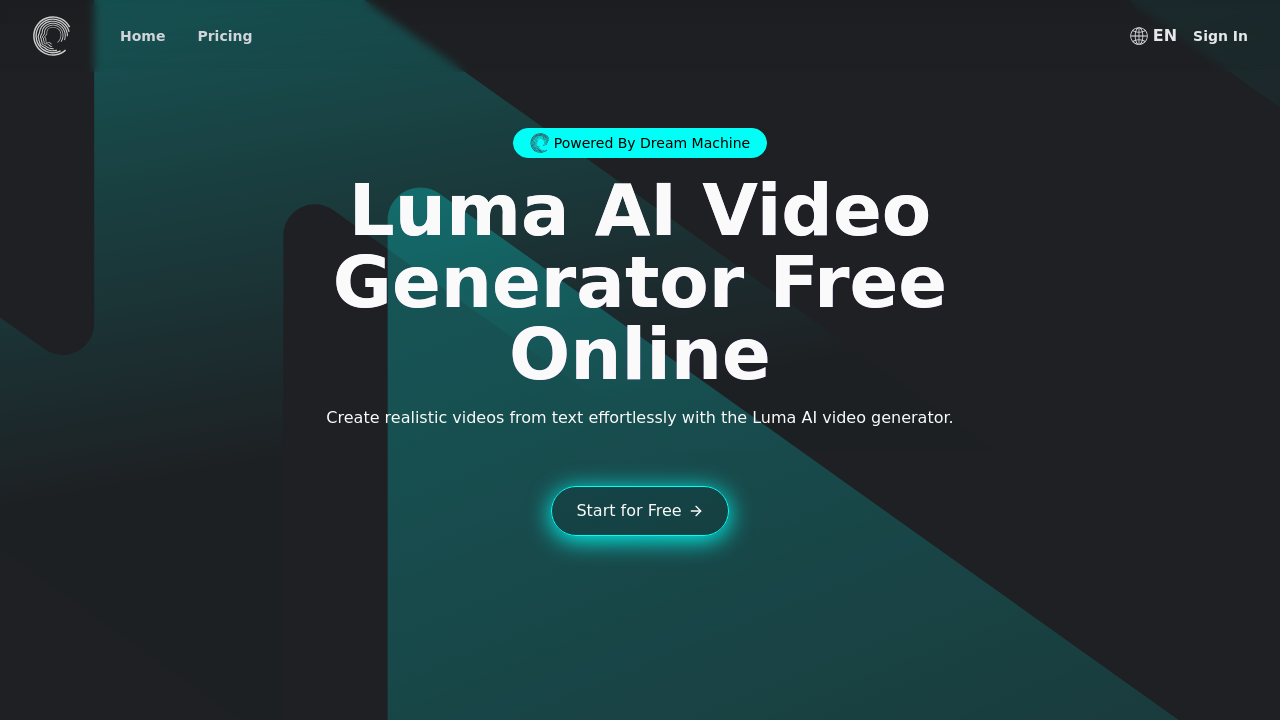 Home
Pricing
EN
Sign In
Powered By Dream Machine
Luma AI Video
Generator Free
Online
Create realistic videos from text effortlessly with the Luma AI video generator.
Start for Free →